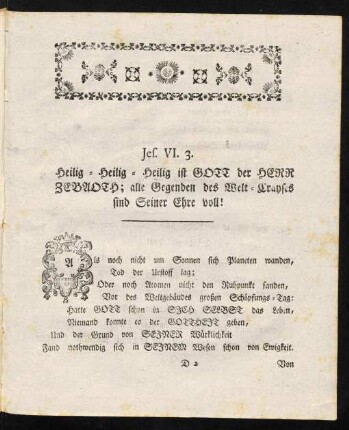 Jes. VI. 3.
Heilig - Heilig - Heilig ist GOTT der HERR
ZEBAOTH; alle Gegenden des Welt-Crayses
sind Seiner Ehre voll!
Als noch nicht um Sonnen sich Planeten wanden,
Tod der Urstoff lag;
Oder noch Atomen nicht den Ruhpunkt fanden,
Vor des Weltgebäudes großen Schöpfungs-Tag:
Hatte GOTT schon in SICH SELBST das Leben,
Niemand konnte es der GOTTHEIT geben,
Und der Grund von SEINER Würklichkeit
Fand nothwendig sich in SEINEM Wesen schon von Ewigkeit.
D 2 Von